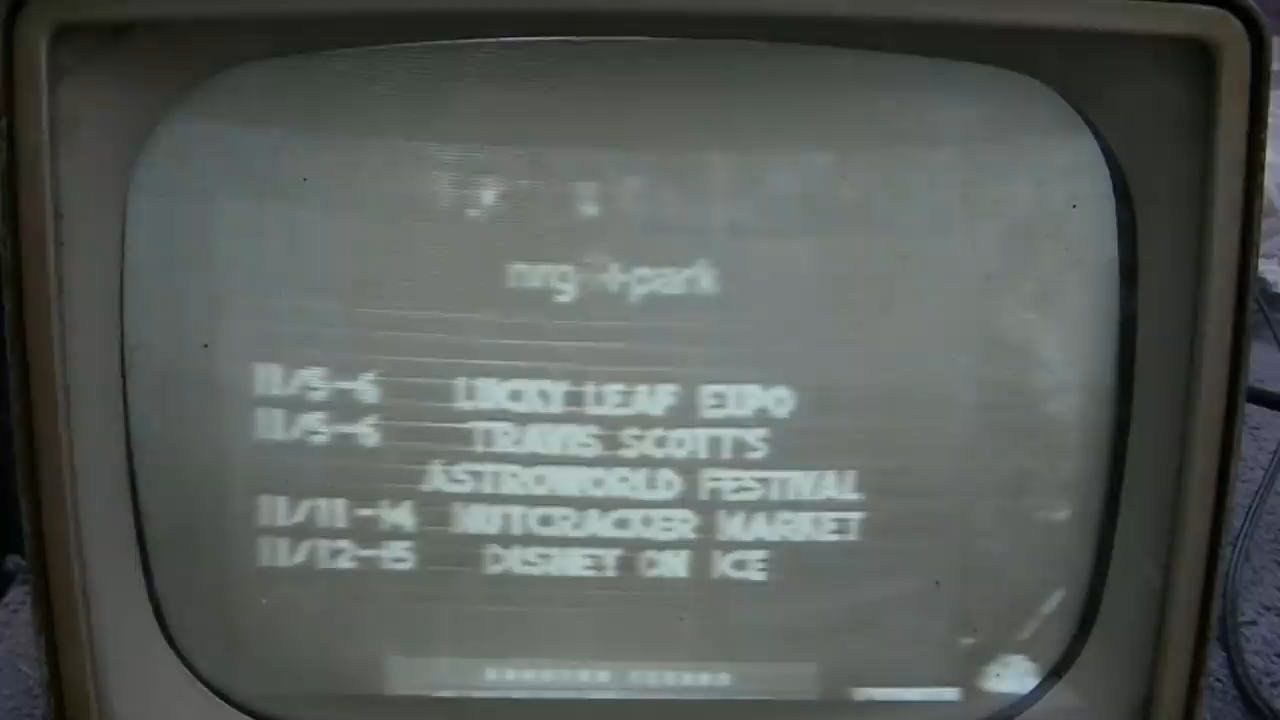 nrg park
11/5-6 LUCKY LEAF EXPO
11/5-6 TRAVIS SCOTT'S
ASTROWORLD FESTIVAL
11/11-14 NUTCRACKER MARKET
11/12-15 DISNEY ON ICE